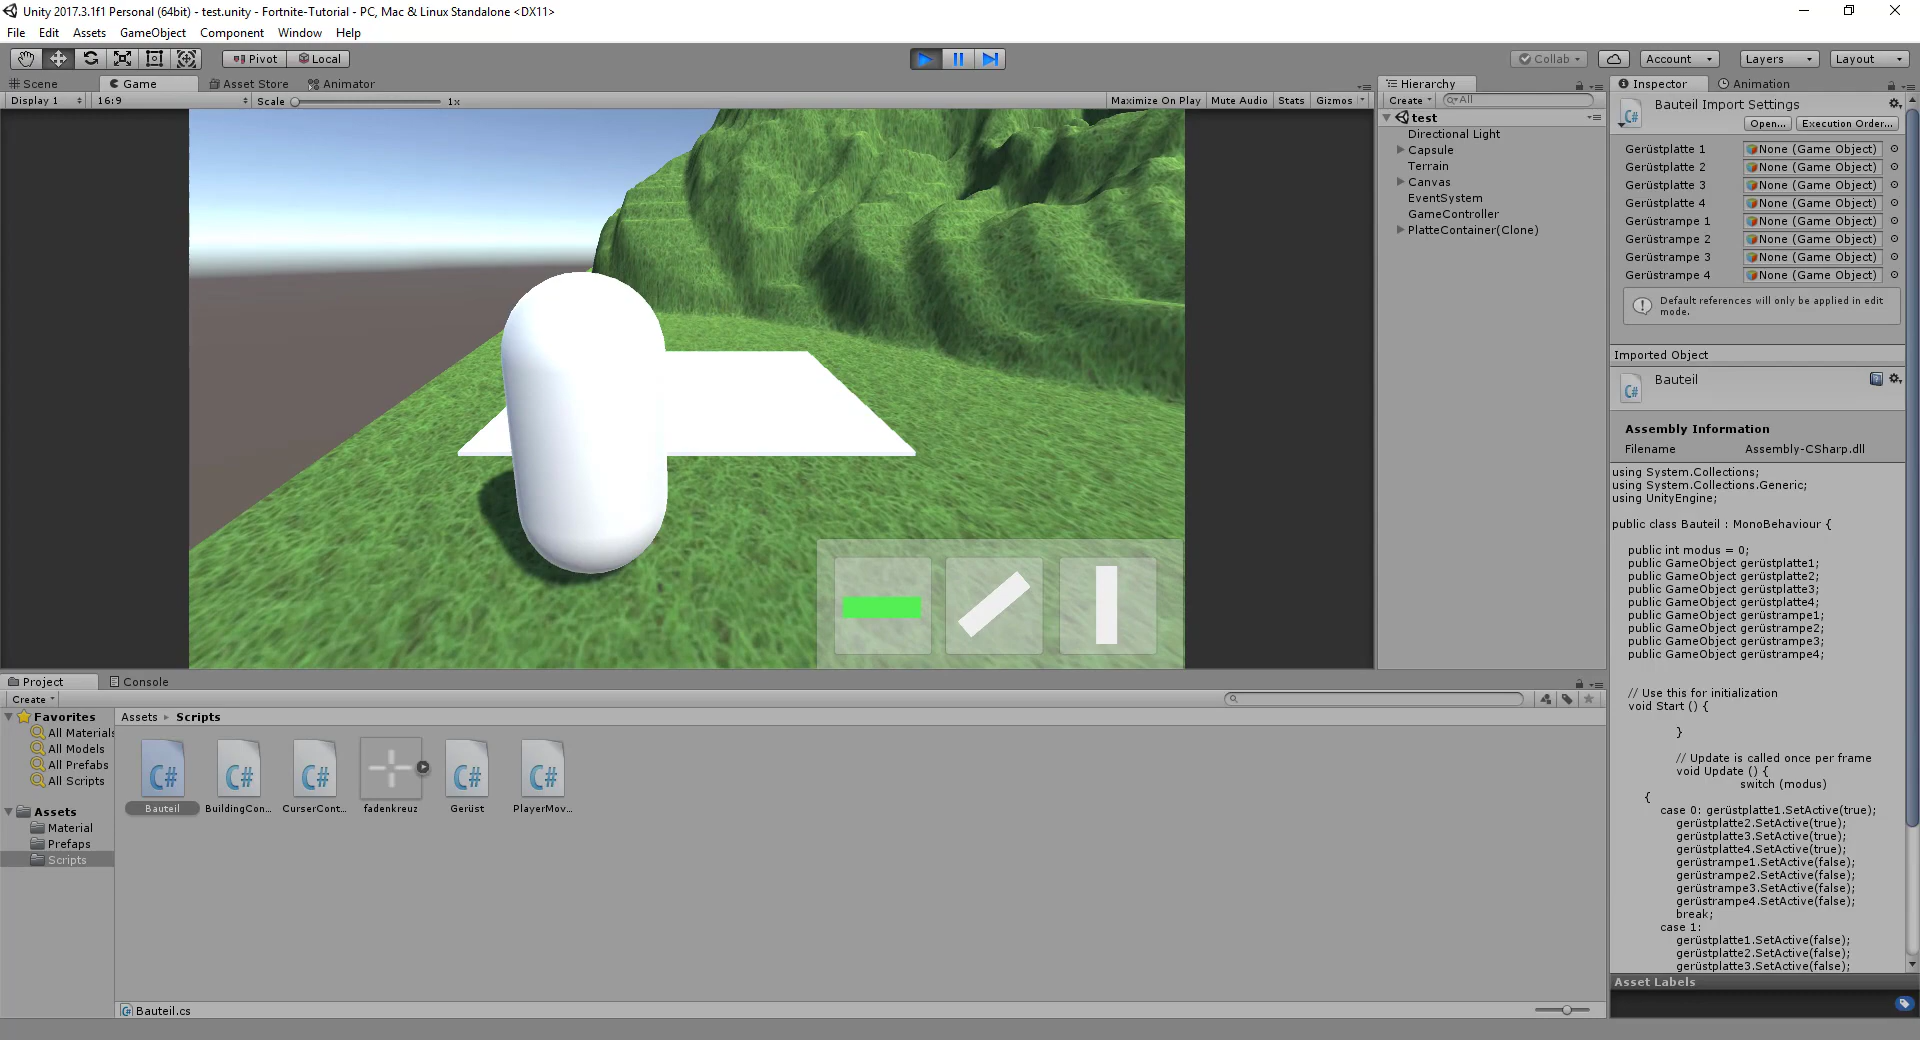 Unity 2017.3.1f1 Personal (64bit) - test.unity - Fortnite-Tutorial - PC, Mac & Linux Standalone <DX11>
File Edit Assets GameObject Component Window Help
Pivot Local
Collab Account Layers Layout
Scene Game Asset Store Animator
Display 1 16:9 Scale 1x
Maximize On Play Mute Audio Stats Gizmos
Hierarchy
Create All
test
Directional Light
Capsule
Terrain
Canvas
EventSystem
GameController
PlatteContainer(Clone)
Inspector Animation
Bauteil Import Settings
Open... Execution Order...
Gerüstplatte 1 None (Game Object)
Gerüstplatte 2 None (Game Object)
Gerüstplatte 3 None (Game Object)
Gerüstplatte 4 None (Game Object)
Gerüstrampe 1 None (Game Object)
Gerüstrampe 2 None (Game Object)
Gerüstrampe 3 None (Game Object)
Gerüstrampe 4 None (Game Object)
Default references will only be applied in edit
mode.
Imported Object
Bauteil
Assembly Information
Filename Assembly-CSharp.dll
using System.Collections;
using System.Collections.Generic;
using UnityEngine;
public class Bauteil : MonoBehaviour {
public int modus = 0;
public GameObject gerüstplatte1;
public GameObject gerüstplatte2;
public GameObject gerüstplatte3;
public GameObject gerüstplatte4;
public GameObject gerüstrampe1;
public GameObject gerüstrampe2;
public GameObject gerüstrampe3;
public GameObject gerüstrampe4;
// Use this for initialization
void Start () {
}
// Update is called once per frame
void Update () {
switch (modus)
{
case 0: gerüstplatte1.SetActive(true);
gerüstplatte2.SetActive(true);
gerüstplatte3.SetActive(true);
gerüstplatte4.SetActive(true);
gerüstrampe1.SetActive(false);
gerüstrampe2.SetActive(false);
gerüstrampe3.SetActive(false);
gerüstrampe4.SetActive(false);
break;
case 1:
gerüstplatte1.SetActive(false);
gerüstplatte2.SetActive(false);
gerüstplatte3.SetActive(false);
Asset Labels
Project Console
Create
Favorites
All Materials
All Models
All Prefabs
All Scripts
Assets
Material
Prefaps
Scripts
Assets Scripts
C# C# C# C# C#
Bauteil BuildingCon... CurserCont... fadenkreuz Gerüst PlayerMov...
Bauteil.cs